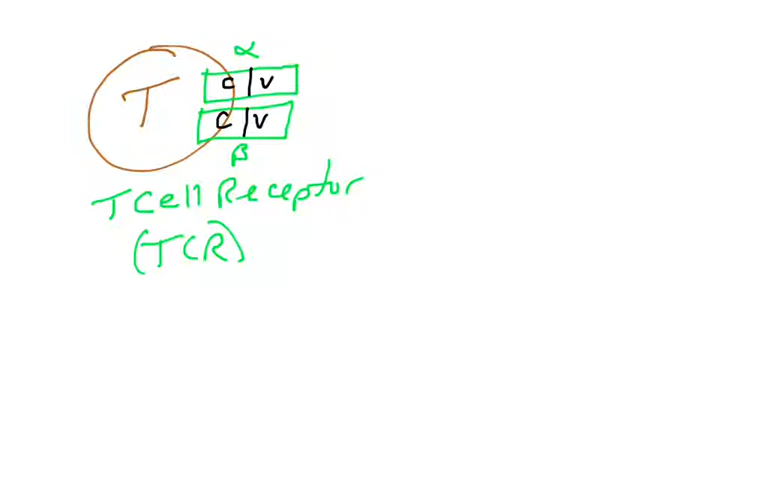 α
T
C | V
C | V
β
T Cell Receptor
(TCR)